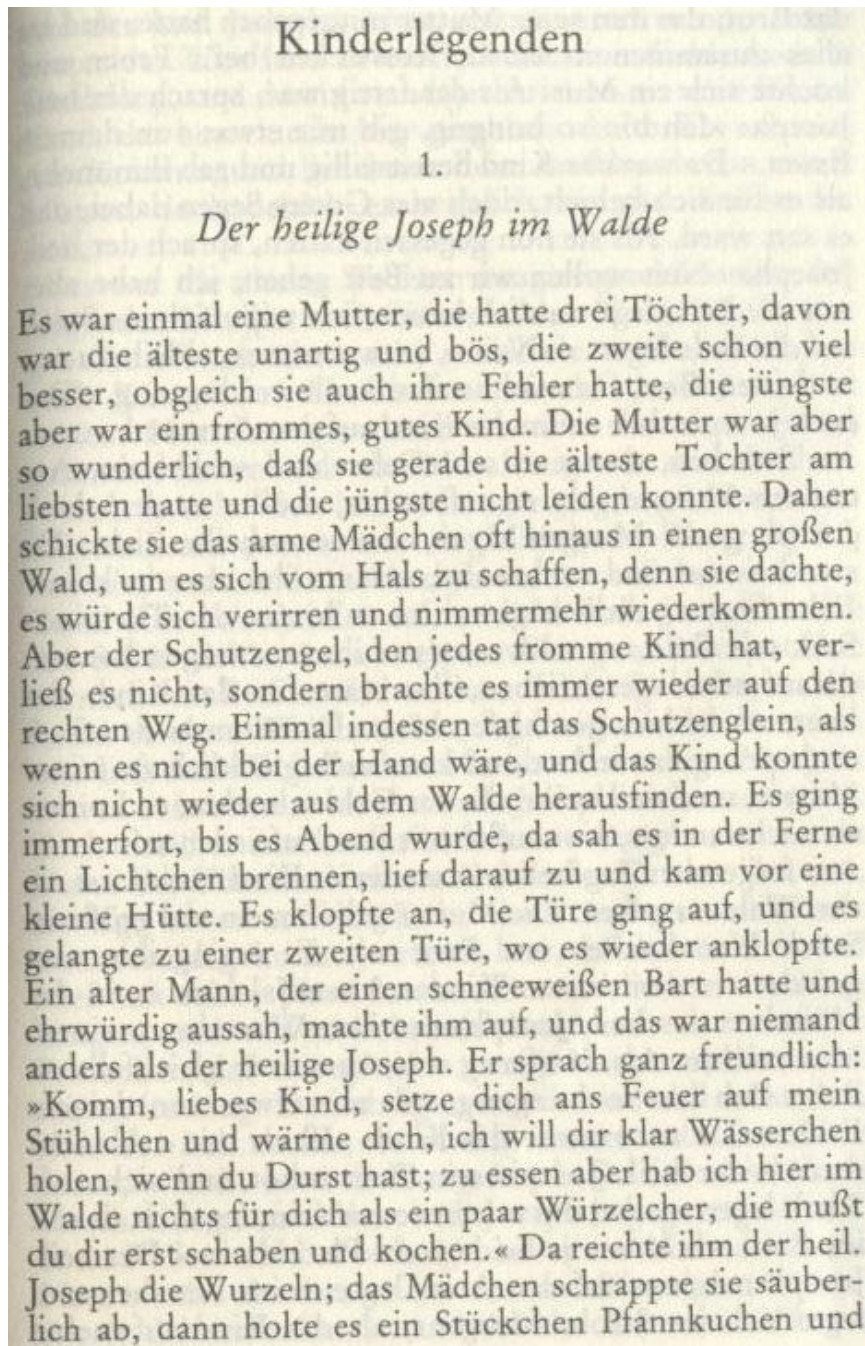 Kinderlegenden
1.
Der heilige Joseph im Walde
Es war einmal eine Mutter, die hatte drei Töchter, davon
war die älteste unartig und bös, die zweite schon viel
besser, obgleich sie auch ihre Fehler hatte, die jüngste
aber war ein frommes, gutes Kind. Die Mutter war aber
so wunderlich, daß sie gerade die älteste Tochter am
liebsten hatte und die jüngste nicht leiden konnte. Daher
schickte sie das arme Mädchen oft hinaus in einen großen
Wald, um es sich vom Hals zu schaffen, denn sie dachte,
es würde sich verirren und nimmermehr wiederkommen.
Aber der Schutzengel, den jedes fromme Kind hat, ver-
ließ es nicht, sondern brachte es immer wieder auf den
rechten Weg. Einmal indessen tat das Schutzenglein, als
wenn es nicht bei der Hand wäre, und das Kind konnte
sich nicht wieder aus dem Walde herausfinden. Es ging
immerfort, bis es Abend wurde, da sah es in der Ferne
ein Lichtchen brennen, lief darauf zu und kam vor eine
kleine Hütte. Es klopfte an, die Türe ging auf, und es
gelangte zu einer zweiten Türe, wo es wieder anklopfte.
Ein alter Mann, der einen schneeweißen Bart hatte und
ehrwürdig aussah, machte ihm auf, und das war niemand
anders als der heilige Joseph. Er sprach ganz freundlich:
»Komm, liebes Kind, setze dich ans Feuer auf mein
Stühlchen und wärme dich, ich will dir klar Wässerchen
holen, wenn du Durst hast; zu essen aber hab ich hier im
Walde nichts für dich als ein paar Würzelcher, die mußt
du dir erst schaben und kochen.« Da reichte ihm der heil.
Joseph die Wurzeln; das Mädchen schrappte sie säuber-
lich ab, dann holte es ein Stückchen Pfannkuchen und